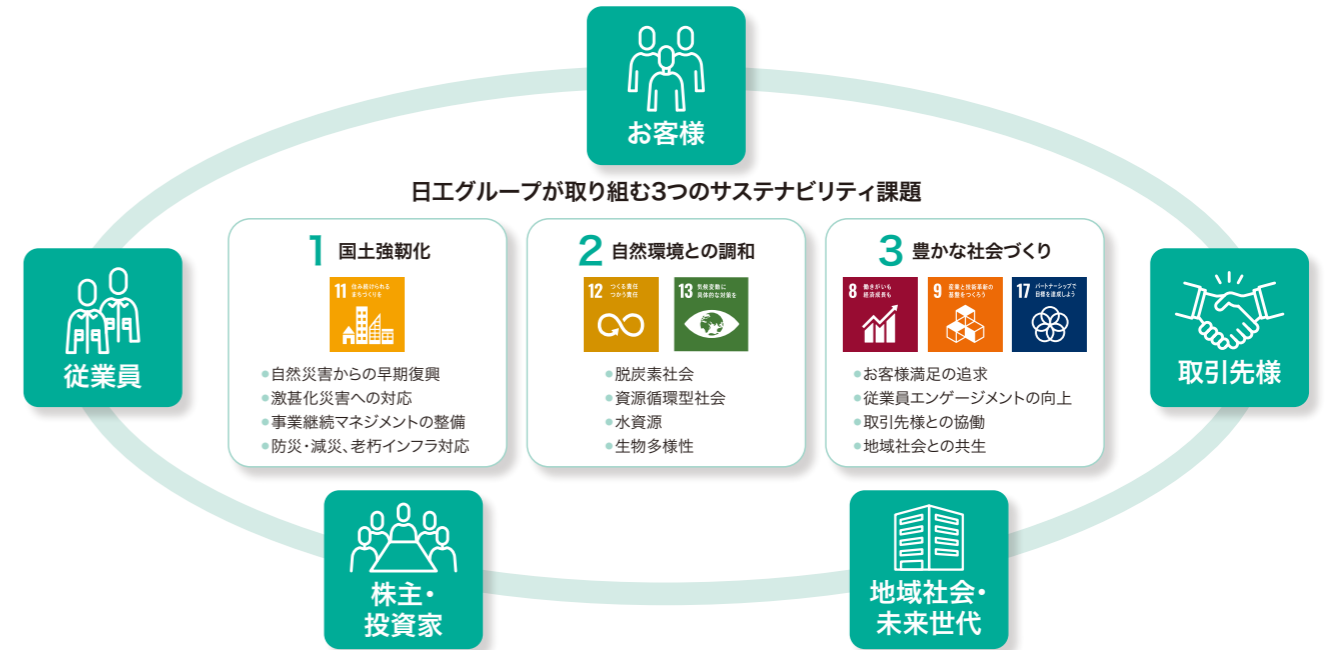 お客様
日工グループが取り組む3つのサステナビリティ課題
従業員
取引先様
1 国土強靭化
11 住み続けられる
まちづくりを
●自然災害からの早期復興
●激甚化災害への対応
●事業継続マネジメントの整備
●防災・減災、老朽インフラ対応
2 自然環境との調和
12 つくる責任
つかう責任
13 気候変動に
具体的な対策を
●脱炭素社会
●資源循環型社会
●水資源
●生物多様性
3 豊かな社会づくり
8 働きがいも
経済成長も
9 産業と技術革新の
基盤をつくろう
17 パートナーシップで
目標を達成しよう
●お客様満足の追求
●従業員エンゲージメントの向上
●取引先様との協働
●地域社会との共生
株主・
投資家
地域社会・
未来世代